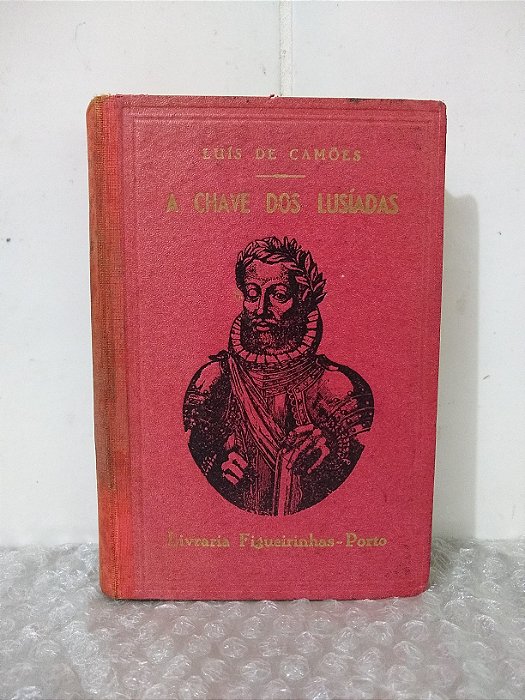 LUÍS DE CAMÕES
A CHAVE DOS LUSÍADAS
Livraria Figueirinhas-Porto